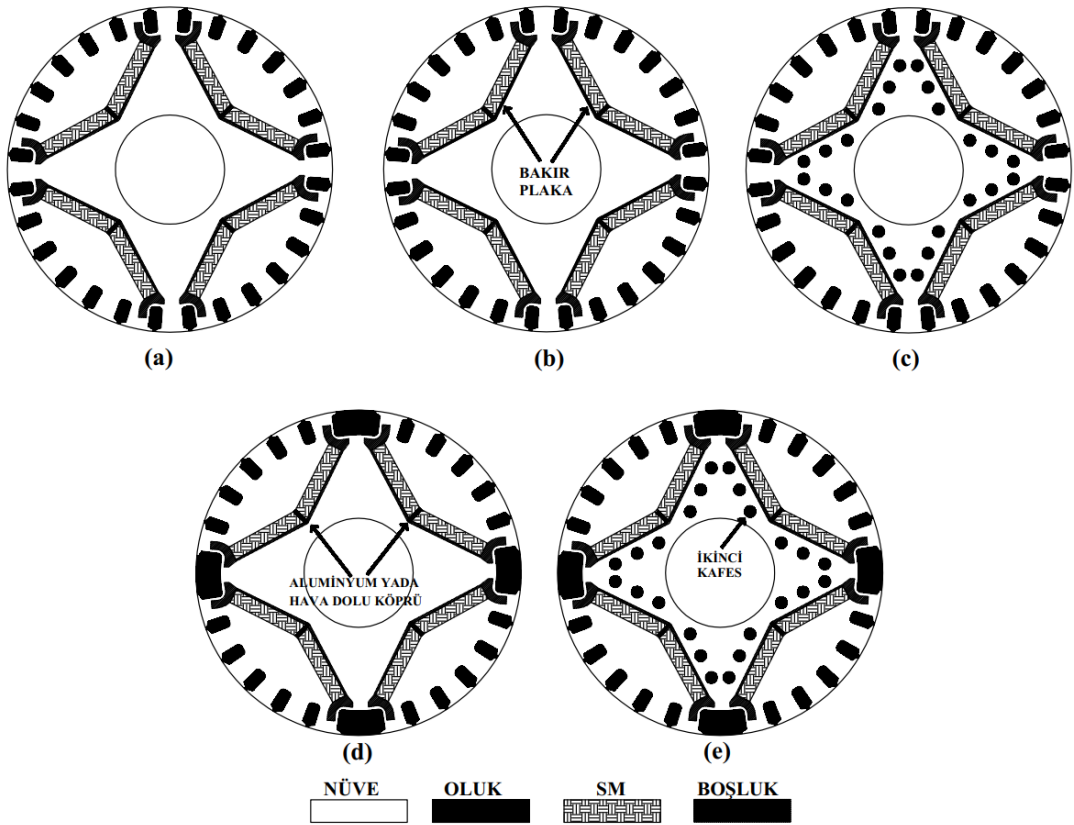 BAKIR
PLAKA
(a)
(b)
(c)
ALUMİNYUM YADA
HAVA DOLU KÖPRÜ
İKİNCİ
KAFES
(d)
(e)
NÜVE
OLUK
SM
BOŞLUK